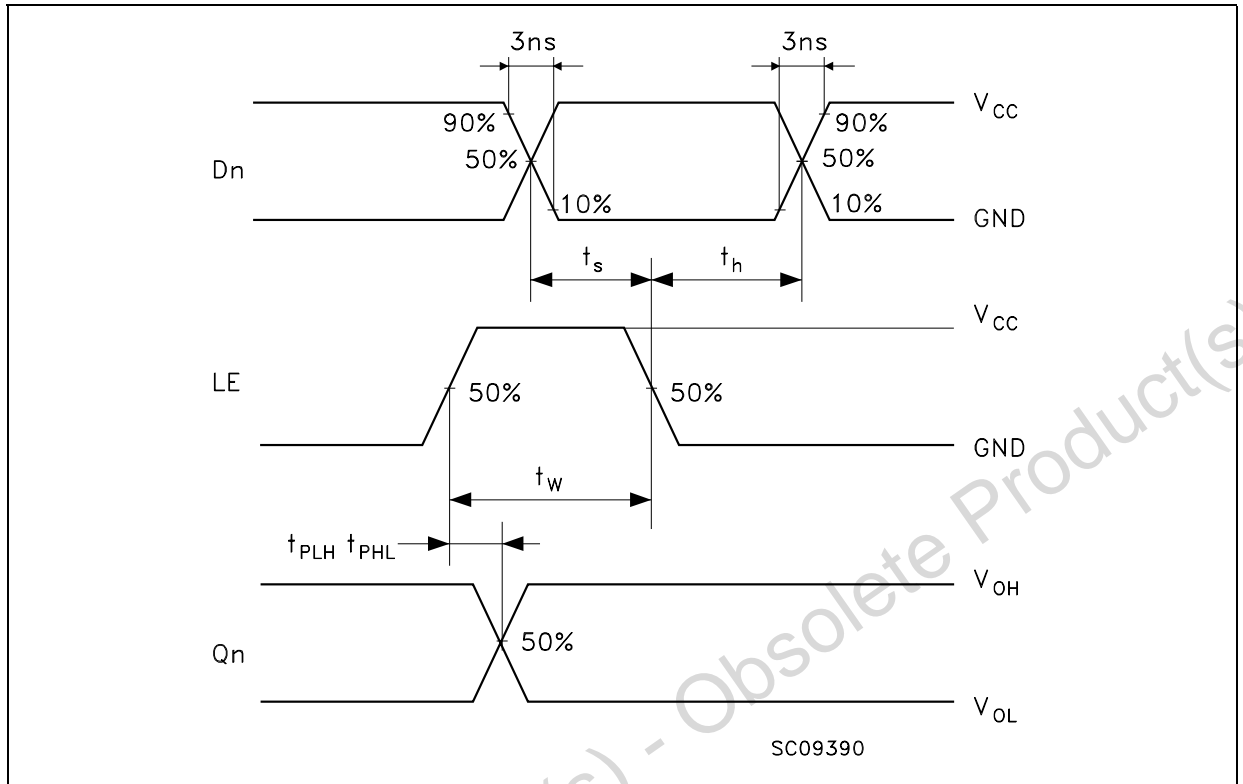 3ns 3ns
V_CC
90% 90%
50% 50%
Dn
10% 10%
GND
t_s t_h
V_CC
LE
50% 50%
GND
t_W
t_PLH t_PHL
V_OH
50%
Qn
V_OL
SC09390
(s) - Obsolete Product(s)